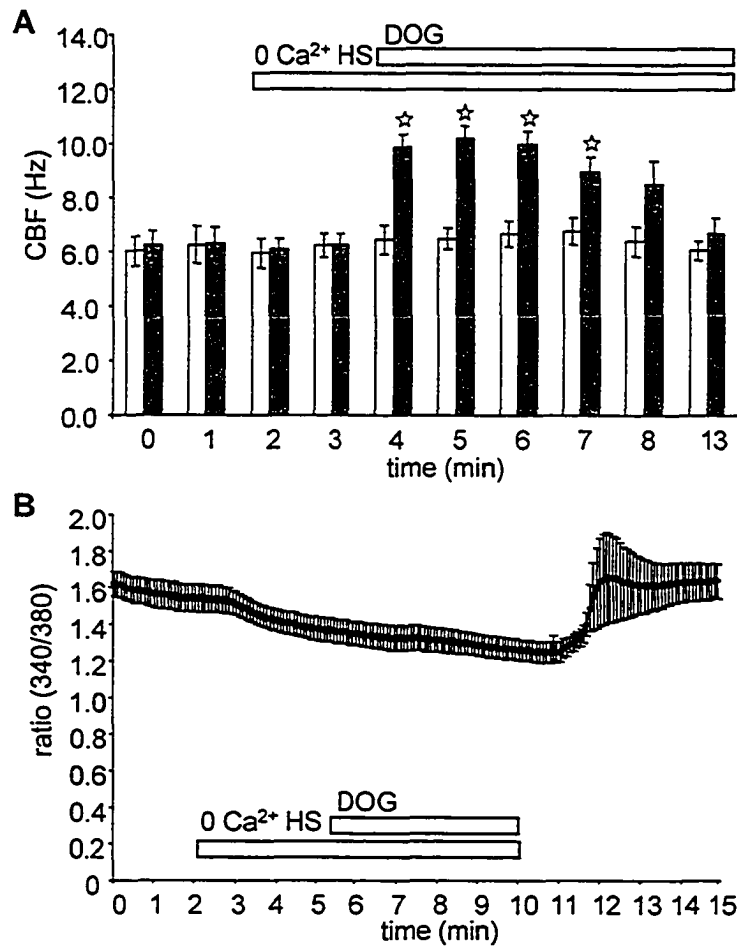 A
14.0
DOG
0 Ca²⁺ HS
12.0
10.0
8.0
6.0
4.0
2.0
0.0
CBF (Hz)
0 1 2 3 4 5 6 7 8 13
time (min)
B
2.0
1.8
1.6
1.4
1.2
1.0
0.8
0.6
0.4
0.2
0
ratio (340/380)
DOG
0 Ca²⁺ HS
0 1 2 3 4 5 6 7 8 9 10 11 12 13 14 15
time (min)